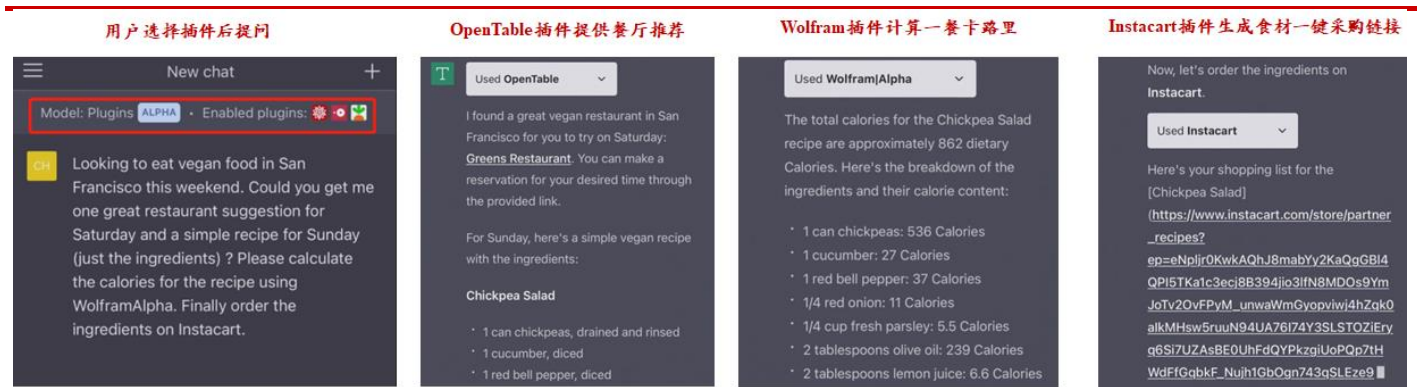 用户选择插件后提问
New chat
Model: Plugins ALPHA · Enabled plugins:
CH
Looking to eat vegan food in San
Francisco this weekend. Could you get me
one great restaurant suggestion for
Saturday and a simple recipe for Sunday
(just the ingredients) ? Please calculate
the calories for the recipe using
WolframAlpha. Finally order the
ingredients on Instacart.
OpenTable插件提供餐厅推荐
T
Used OpenTable
I found a great vegan restaurant in San
Francisco for you to try on Saturday:
Greens Restaurant. You can make a
reservation for your desired time through
the provided link.
For Sunday, here's a simple vegan recipe
with the ingredients:
Chickpea Salad
• 1 can chickpeas, drained and rinsed
• 1 cucumber, diced
• 1 red bell pepper, diced
Wolfram插件计算一餐卡路里
Used Wolfram|Alpha
The total calories for the Chickpea Salad
recipe are approximately 862 dietary
Calories. Here's the breakdown of the
ingredients and their calorie content:
• 1 can chickpeas: 536 Calories
• 1 cucumber: 27 Calories
• 1 red bell pepper: 37 Calories
• 1/4 red onion: 11 Calories
• 1/4 cup fresh parsley: 5.5 Calories
• 2 tablespoons olive oil: 239 Calories
• 2 tablespoons lemon juice: 6.6 Calories
Instacart插件生成食材一键采购链接
Now, let's order the ingredients on
Instacart.
Used Instacart
Here's your shopping list for the
[Chickpea Salad]
(https://www.instacart.com/store/partner
_recipes?